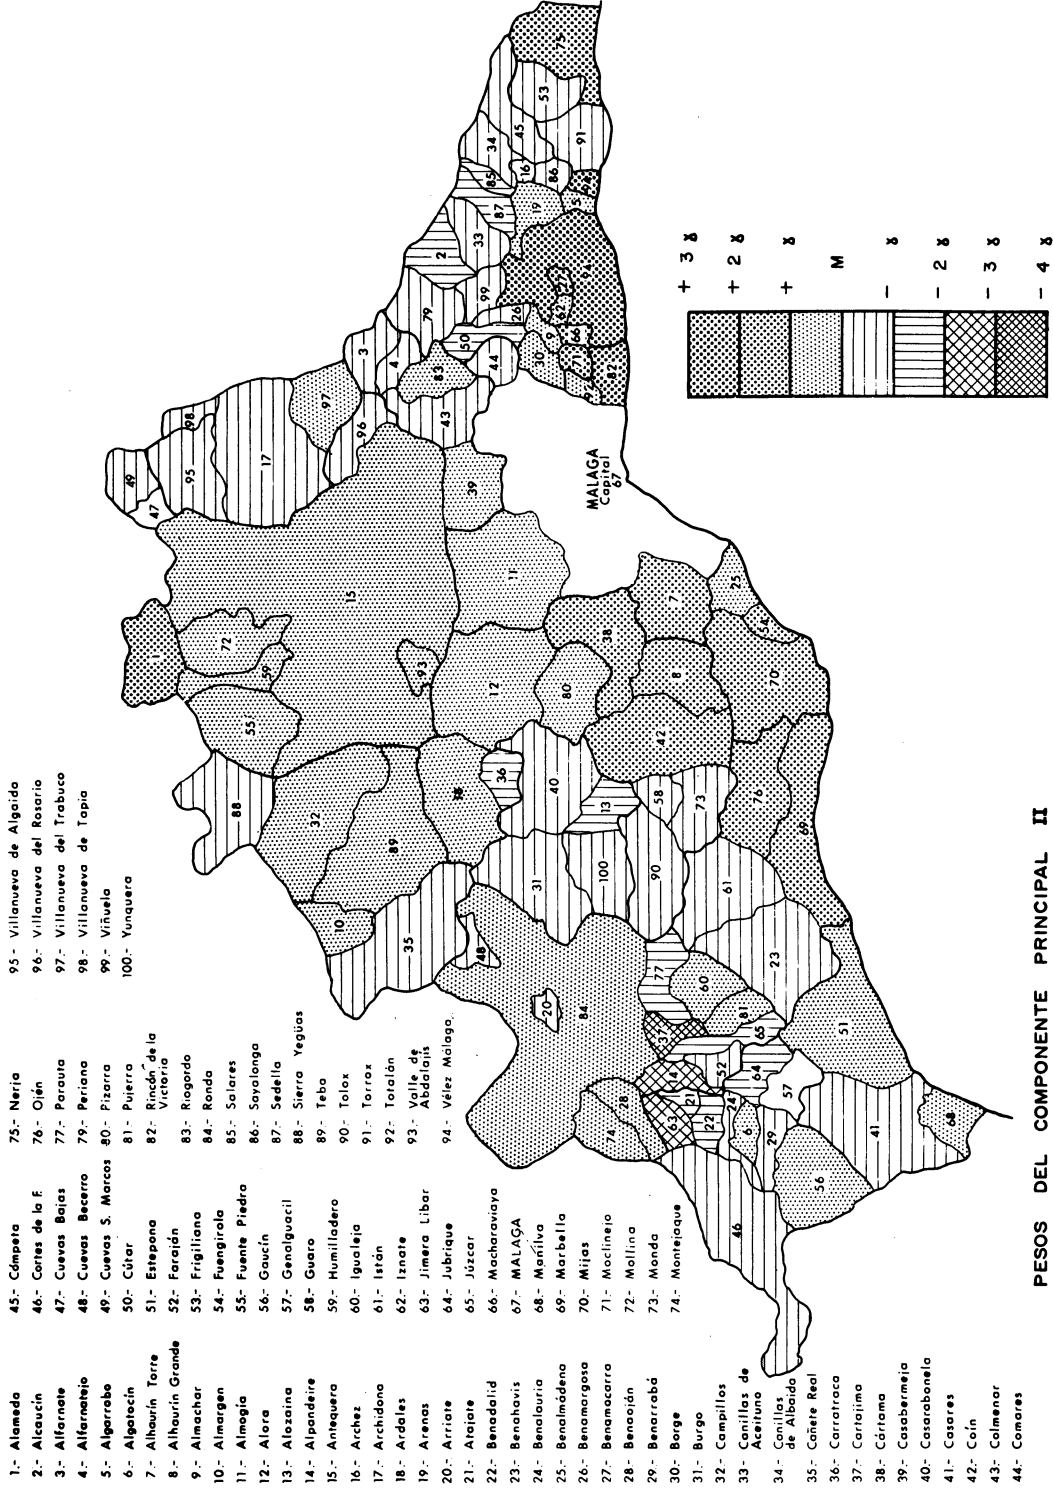 1.- Alameda
2.- Alcaucín
3.- Alfarnate
4.- Alfarnatejo
5.- Algarrobo
6.- Algatocín
7.- Alhaurín Torre
8.- Alhaurín Grande
9.- Almachar
10.- Almargen
11.- Almogía
12.- Alora
13.- Alozaina
14.- Alpandeire
15.- Antequera
16.- Archez
17.- Archidona
18.- Ardales
19.- Arenas
20.- Arriate
21.- Atajate
22.- Benadalid
23.- Benahavis
24.- Benalauria
25.- Benalmádena
26.- Benamargosa
27.- Benamocarra
28.- Benaoján
29.- Benarrabá
30.- Borge
31.- Burgo
32.- Campillos
33.- Canillas de
Aceituno
34.- Canillas
de Albaida
35.- Cañete Real
36.- Carratraca
37.- Cartajima
38.- Cártama
39.- Casabermeja
40.- Casarabonela
41.- Casares
42.- Coín
43.- Colmenar
44.- Comares
45.- Cómpeta
46.- Cortes de la F.
47.- Cuevas Bajas
48.- Cuevas Becerro
49.- Cuevas S. Marcos
50.- Cútar
51.- Estepona
52.- Faraján
53.- Frigiliana
54.- Fuengirola
55.- Fuente Piedra
56.- Gaucín
57.- Genalguacil
58.- Guaro
59.- Humilladero
60.- Igualeja
61.- Istán
62.- Iznate
63.- Jimera Libar
64.- Jubrique
65.- Júzcar
66.- Macharaviaya
67.- MALAGA
68.- Manilva
69.- Marbella
70.- Mijas
71.- Moclinejo
72.- Mollina
73.- Monda
74.- Montejaque
75.- Nerja
76.- Ojén
77.- Parauta
79.- Periana
80.- Pizarra
81.- Pujerra
82.- Rincón de la
Victoria
83.- Riogordo
84.- Ronda
85.- Salares
86.- Sayalonga
87.- Sedella
88.- Sierra Yegüas
89.- Teba
90.- Tolox
91.- Torrox
92.- Totalán
93.- Valle de
Abdalajís
94.- Vélez Málaga
95.- Villanueva de Algaida
96.- Villanueva del Rosario
97.- Villanueva del Trabuco
98.- Villanueva de Tapia
99.- Viñuela
100.- Yunquera
MALAGA
Capital
67
+ 3 ɣ
+ 2 ɣ
+ ɣ
M
- ɣ
- 2 ɣ
- 3 ɣ
- 4 ɣ
PESOS DEL COMPONENTE PRINCIPAL II